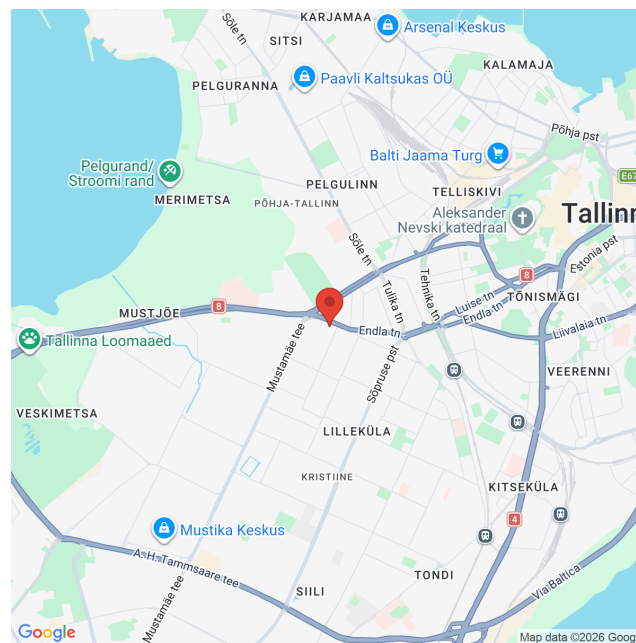 KARJAMAA
Arsenal Keskus
Sõle tn
SITSI
KALAMAJA
Paavli Kaltsukas OÜ
PELGURANNA
Põhja pst
Balti Jaama Turg
Pelgurand/
Stroomi rand
E67
PELGULINN
TELLISKIVI
MERIMETSA
PÕHJA-TALLINN
Aleksander
Nevski katedraal
Tallinn
Sõle tn
Estonia pst
Tehnika tn
8
Tulika tn
Luise tn
TÕNISMÄGI
8
MUSTJÕE
Endla tn
Endla tn
Liivalaia tn
Tallinna Loomaaed
Mustamäe tee
Sõpruse pst
VEERENNI
VESKIMETSA
LILLEKÜLA
KRISTIINE
KITSEKÜLA
4
Mustika Keskus
A. H. Tammsaare tee
Mustamäe tee
SIILI
TONDI
Via Baltica
Google
Map data ©2026 Goog